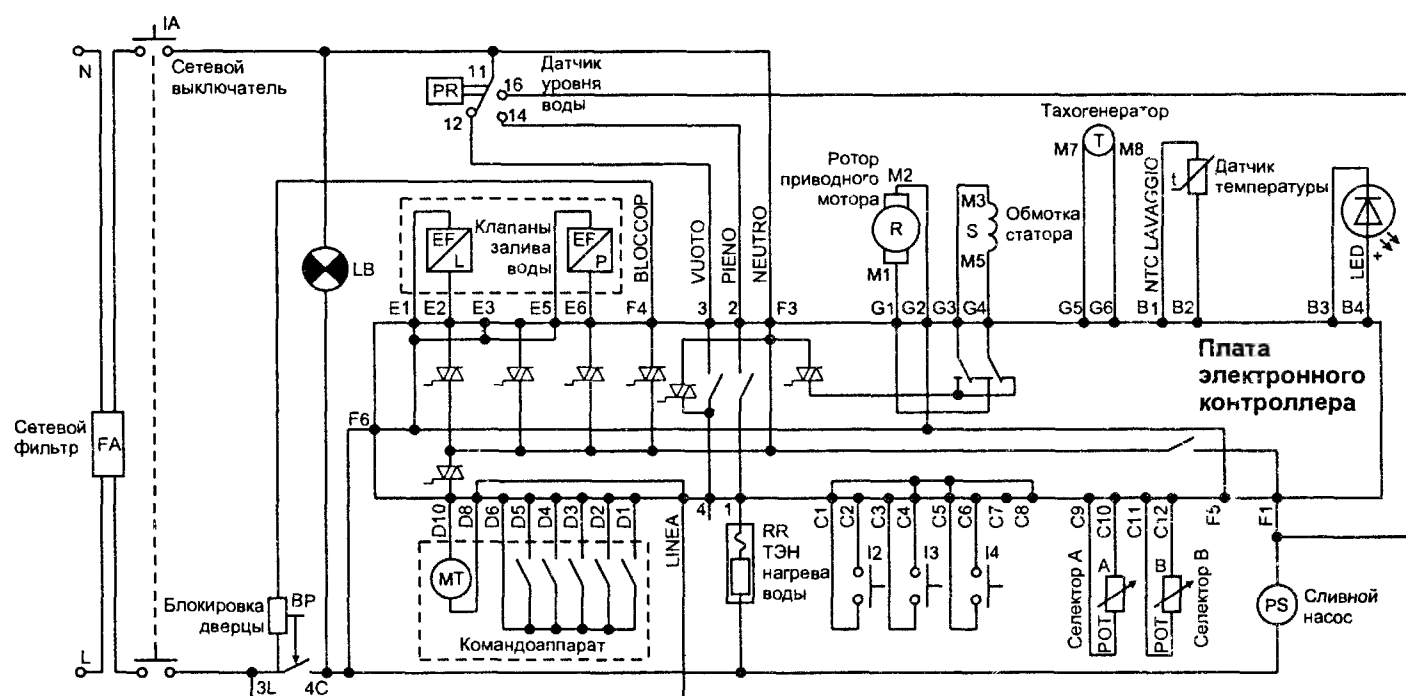 IA
N
Сетевой
выключатель
PR
11
12
16
14
Датчик
уровня
воды
Тахогенератор
M7
T
M8
Ротор
приводного
мотора
M2
R
M1
M3
S
M5
Обмотка
статора
NTC LAVAGGIO
t
Датчик
температуры
LED
+
EF
L
Клапаны
залива
воды
EF
P
BLOCCOP
VUOTO
PIENO
NEUTRO
LB
E1
E2
E3
E5
E6
F4
3
2
F3
G1
G2
G3
G4
G5
G6
B1
B2
B3
B4
Плата
электронного
контроллера
Сетевой
фильтр
FA
F6
D10
D8
D6
D5
D4
D3
D2
D1
LINEA
4
1
C1
C2
C3
C4
C5
C6
C7
C8
C9
C10
C11
C12
F5
F1
MT
Командоаппарат
RR
ТЭН
нагрева
воды
I2
I3
I4
Селектор A
POT
A
POT
B
Селектор B
PS
Сливной
насос
Блокировка
дверцы
BP
L
3L
4C